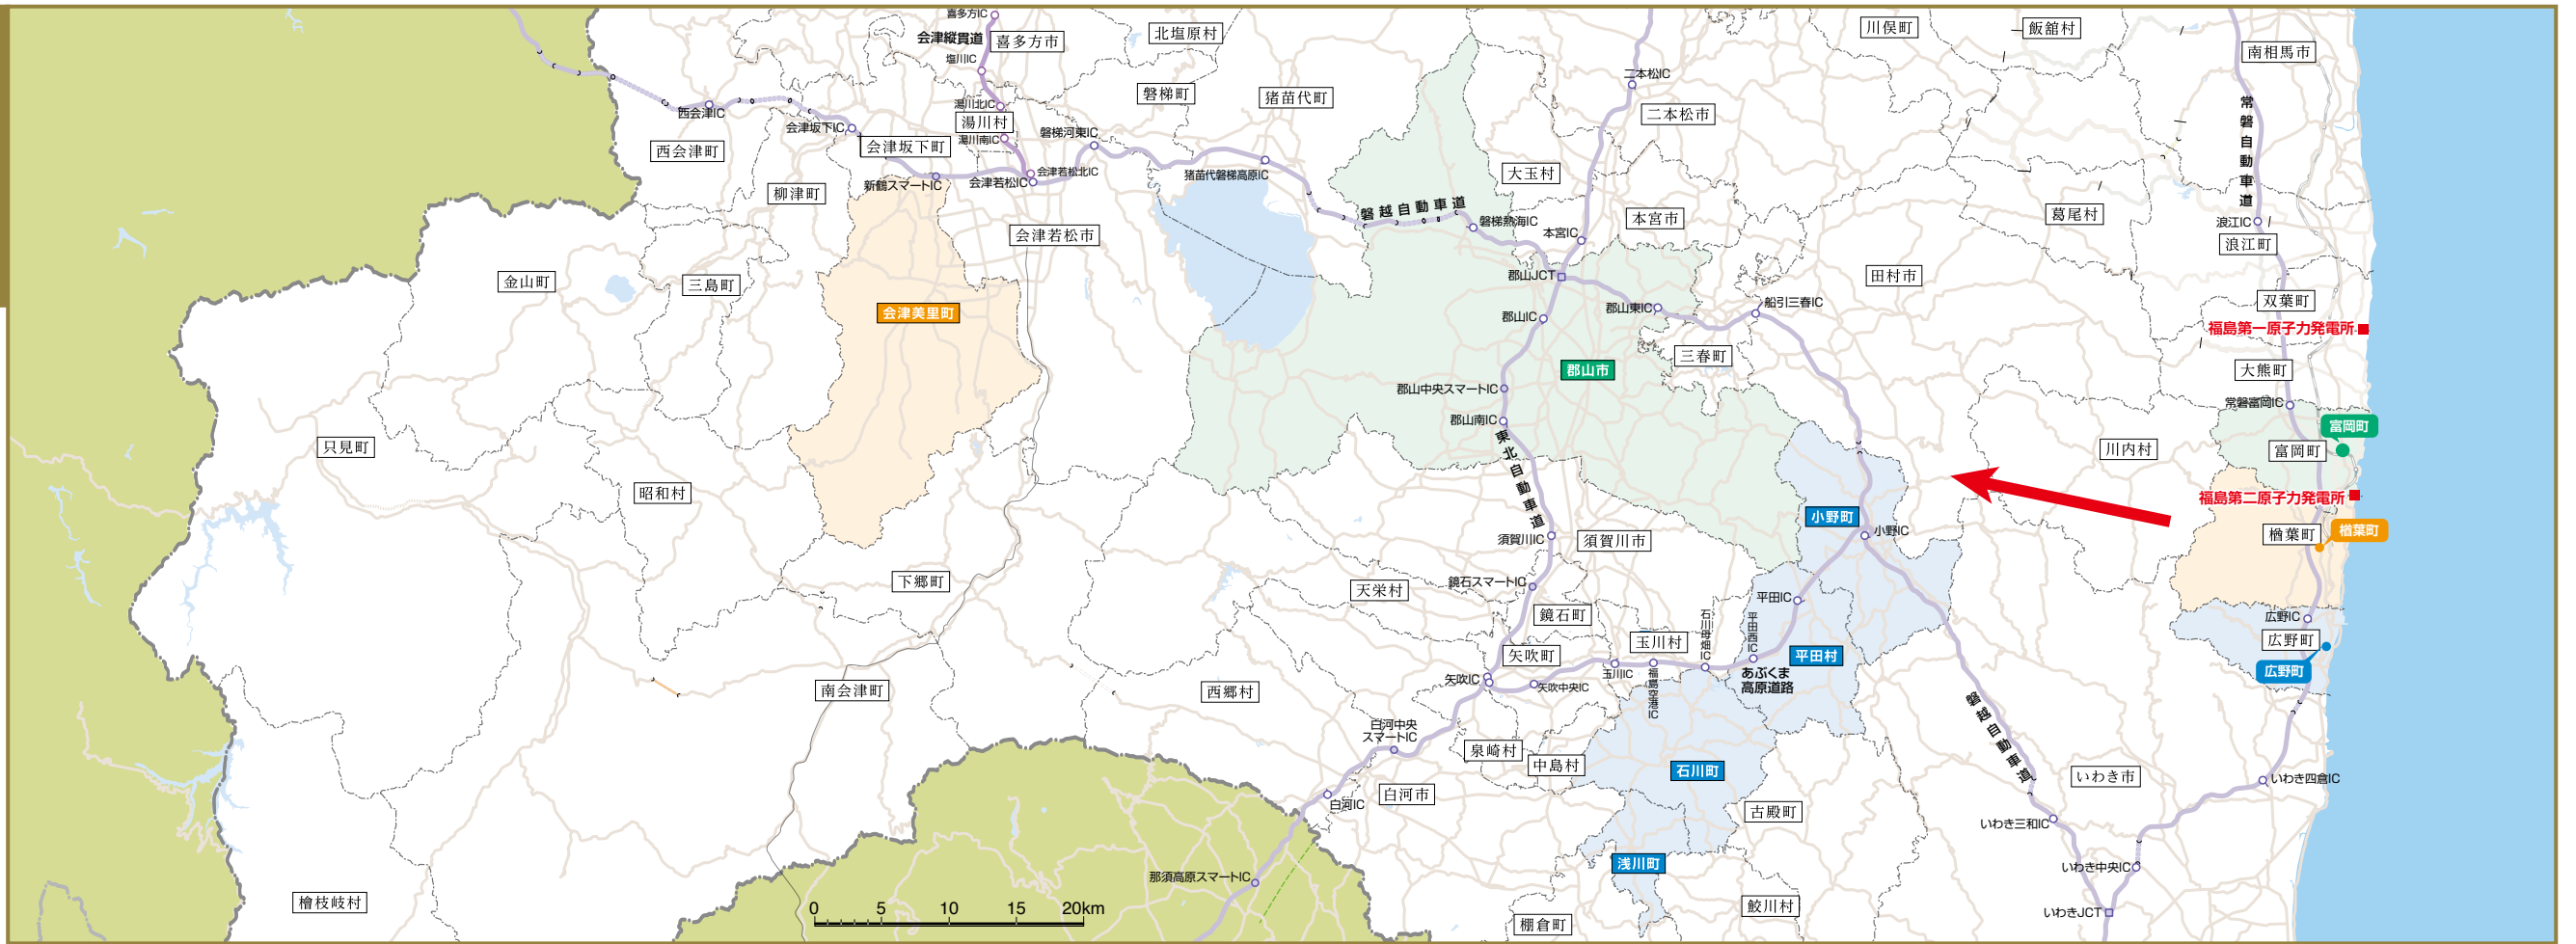 喜多方IC
会津縦貫道
喜多方市
塩川IC
北塩原村
磐梯町
猪苗代町
湯川北IC
湯川村
湯川南IC
磐梯河東IC
西会津IC
西会津町
会津坂下IC
会津坂下町
柳津町
新鶴スマートIC
会津若松IC
会津若松北IC
猪苗代磐梯高原IC
会津若松市
磐越自動車道
磐梯熱海IC
二本松IC
二本松市
大玉村
本宮市
本宮IC
川俣町
飯舘村
南相馬市
常磐自動車道
葛尾村
浪江IC
浪江町
田村市
双葉町
福島第一原子力発電所
大熊町
常磐富岡IC
富岡町
富岡町
川内村
福島第二原子力発電所
楢葉町
楢葉町
広野IC
広野町
広野町
金山町
三島町
会津美里町
只見町
昭和村
下郷町
南会津町
檜枝岐村
郡山JCT
郡山IC
郡山東IC
船引三春IC
郡山市
三春町
郡山中央スマートIC
郡山南IC
東北自動車道
須賀川IC
須賀川市
小野町
小野IC
鏡石スマートIC
天栄村
鏡石町
平田IC
平田西IC
石川母畑IC
玉川村
矢吹町
平田村
あぶくま
高原道路
矢吹IC
矢吹中央IC
玉川IC
福島空港IC
西郷村
白河中央
スマートIC
泉崎村
中島村
石川町
白河市
白河IC
古殿町
浅川町
那須高原スマートIC
棚倉町
鮫川村
磐越自動車道
いわき市
いわき四倉IC
いわき三和IC
いわき中央IC
いわきJCT
0 5 10 15 20km